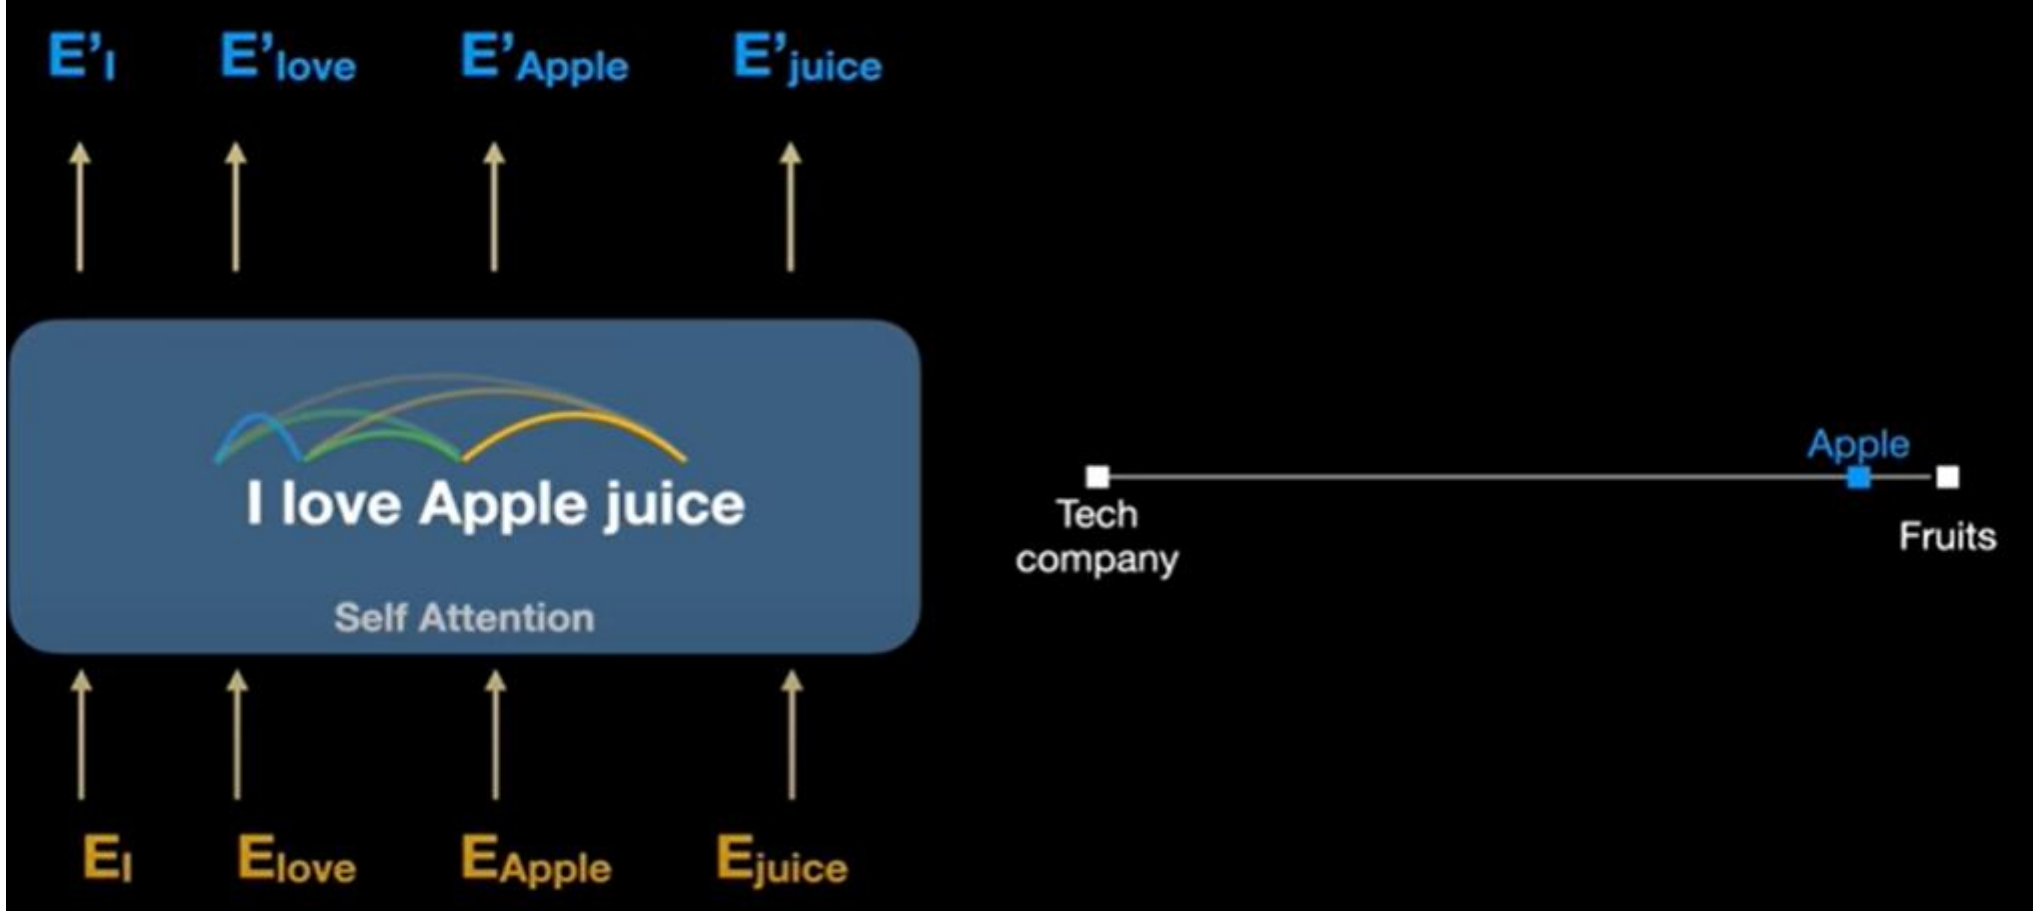 E’I E’love E’Apple E’juice
I love Apple juice
Self Attention
EI Elove EApple Ejuice
Apple
Tech
company
Fruits